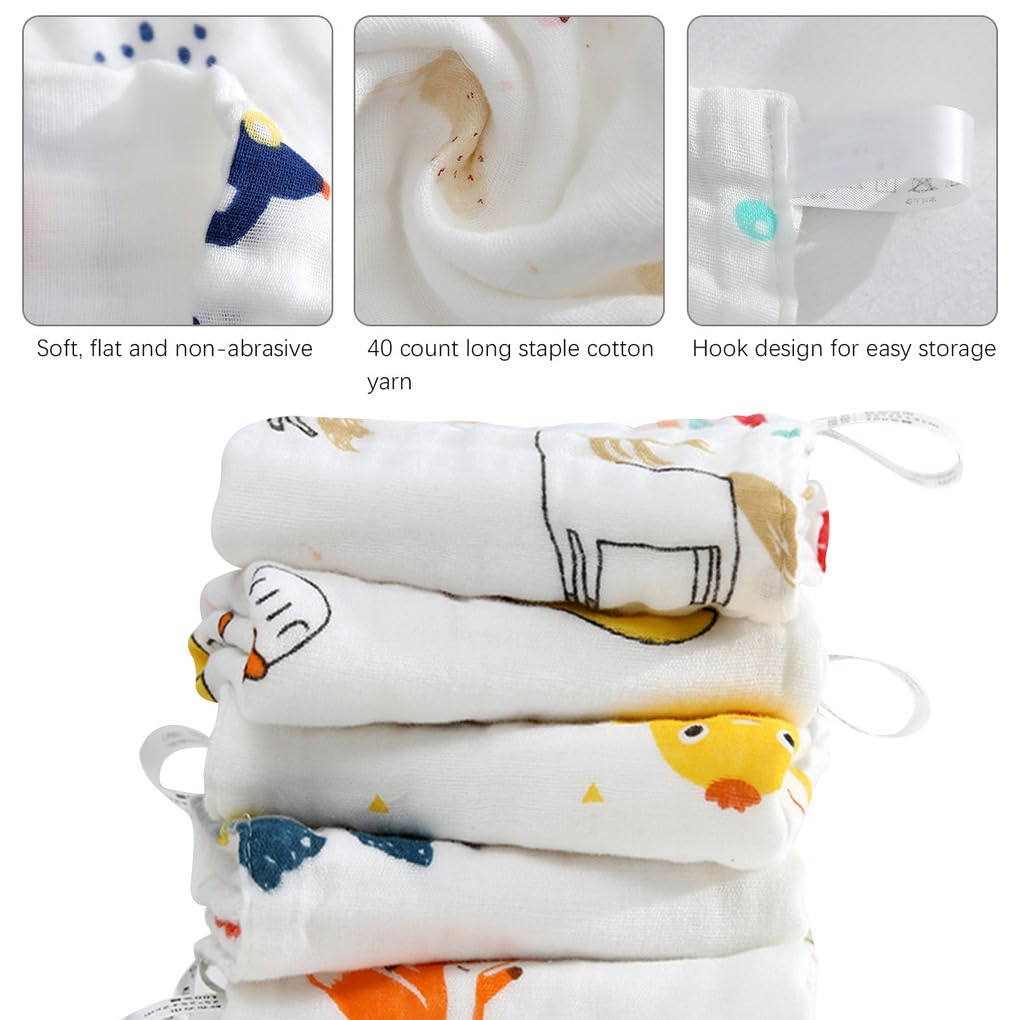 Soft, flat and non-abrasive
40 count long staple cotton
yarn
Hook design for easy storage